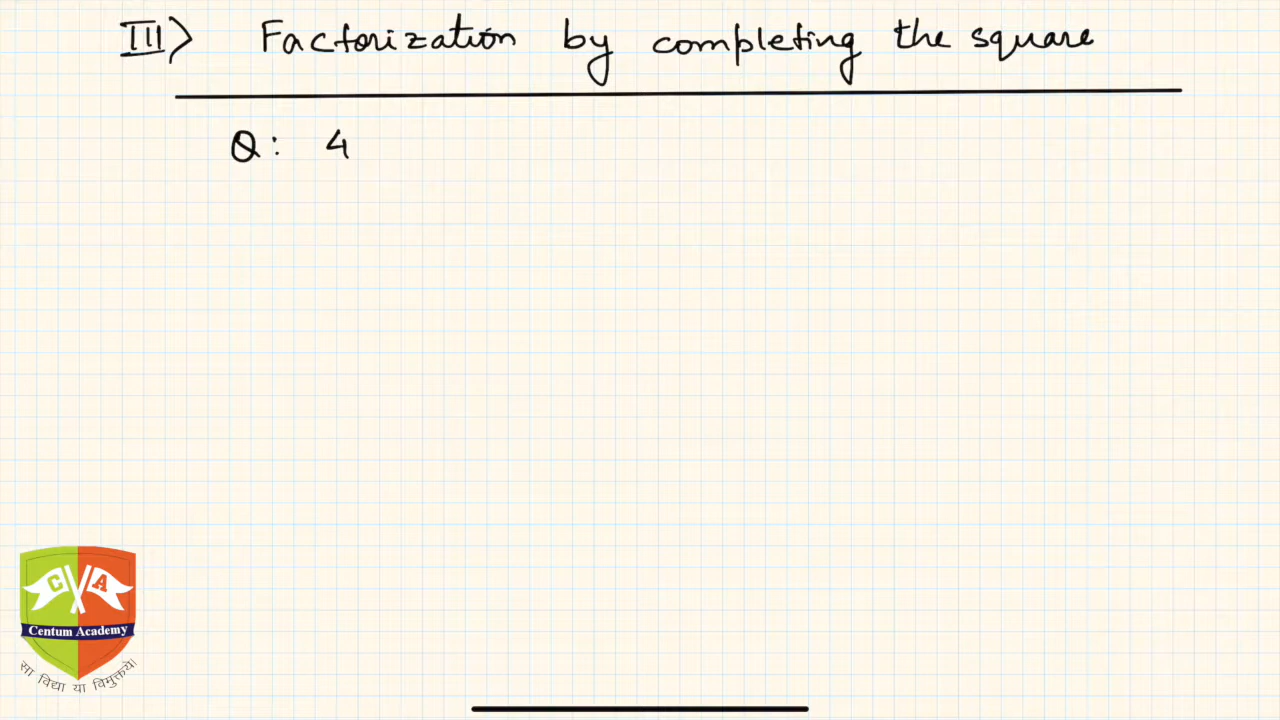 III) Factorization by completing the square
Q: 4
C A
Centum Academy
सा विद्या या विमुक्तये!